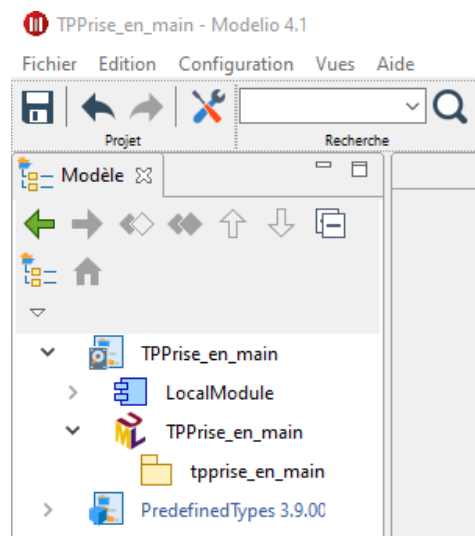 TPPrise_en_main - Modelio 4.1
Fichier Edition Configuration Vues Aide
Projet Recherche
Modèle
TPPrise_en_main
LocalModule
TPPrise_en_main
tpprise_en_main
PredefinedTypes 3.9.00